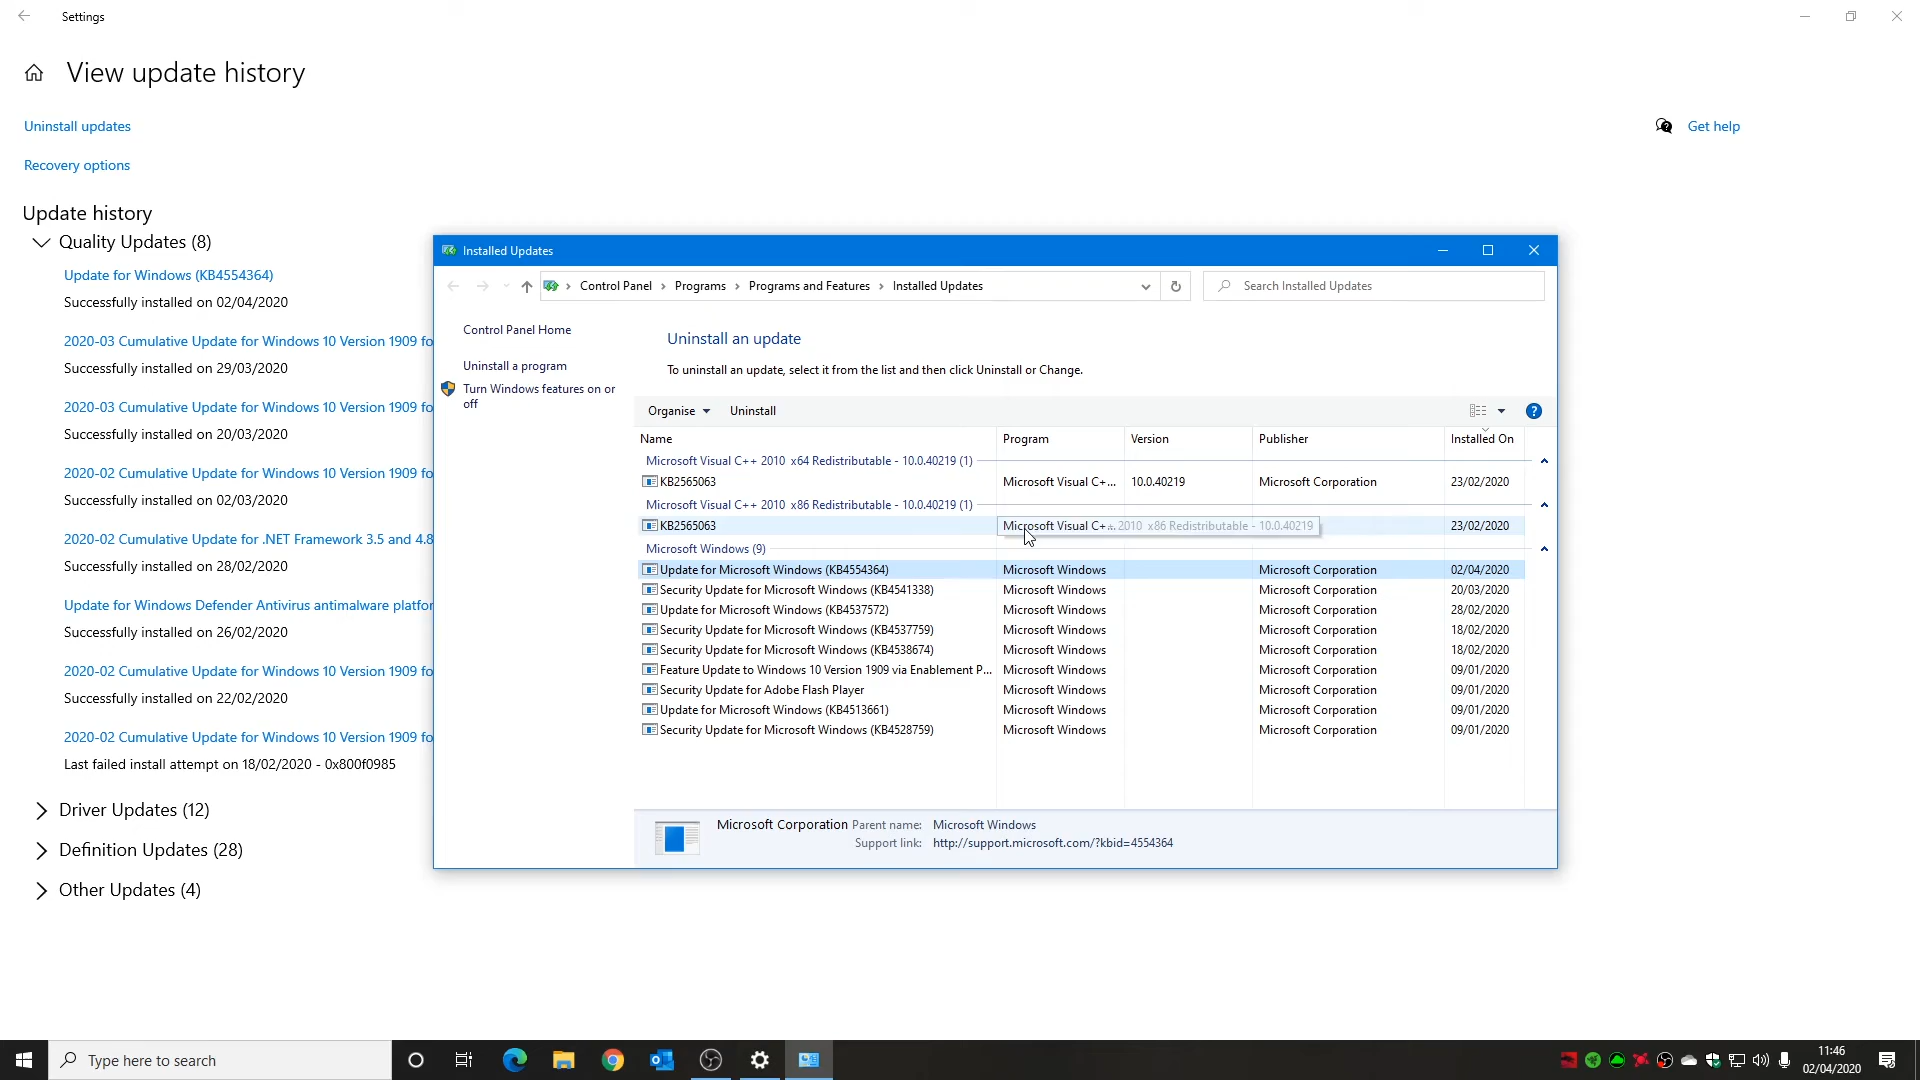 Settings
View update history
Uninstall updates
Get help
Recovery options
Update history
Quality Updates (8)
Update for Windows (KB4554364)
Successfully installed on 02/04/2020
2020-03 Cumulative Update for Windows 10 Version 1909 fo
Successfully installed on 29/03/2020
2020-03 Cumulative Update for Windows 10 Version 1909 fo
Successfully installed on 20/03/2020
2020-02 Cumulative Update for Windows 10 Version 1909 fo
Successfully installed on 02/03/2020
2020-02 Cumulative Update for .NET Framework 3.5 and 4.8
Successfully installed on 28/02/2020
Update for Windows Defender Antivirus antimalware platfor
Successfully installed on 26/02/2020
2020-02 Cumulative Update for Windows 10 Version 1909 fo
Successfully installed on 22/02/2020
2020-02 Cumulative Update for Windows 10 Version 1909 fo
Last failed install attempt on 18/02/2020 - 0x800f0985
Driver Updates (12)
Definition Updates (28)
Other Updates (4)
Installed Updates
Control Panel > Programs > Programs and Features > Installed Updates
Search Installed Updates
Control Panel Home
Uninstall a program
Turn Windows features on or
off
Uninstall an update
To uninstall an update, select it from the list and then click Uninstall or Change.
Organise Uninstall
Name Program Version Publisher Installed On
Microsoft Visual C++ 2010 x64 Redistributable - 10.0.40219 (1)
KB2565063 Microsoft Visual C+... 10.0.40219 Microsoft Corporation 23/02/2020
Microsoft Visual C++ 2010 x86 Redistributable - 10.0.40219 (1)
KB2565063 Microsoft Visual C++ 2010 x86 Redistributable - 10.0.40219 23/02/2020
Microsoft Windows (9)
Update for Microsoft Windows (KB4554364) Microsoft Windows Microsoft Corporation 02/04/2020
Security Update for Microsoft Windows (KB4541338) Microsoft Windows Microsoft Corporation 20/03/2020
Update for Microsoft Windows (KB4537572) Microsoft Windows Microsoft Corporation 28/02/2020
Security Update for Microsoft Windows (KB4537759) Microsoft Windows Microsoft Corporation 18/02/2020
Security Update for Microsoft Windows (KB4538674) Microsoft Windows Microsoft Corporation 18/02/2020
Feature Update to Windows 10 Version 1909 via Enablement P... Microsoft Windows Microsoft Corporation 09/01/2020
Security Update for Adobe Flash Player Microsoft Windows Microsoft Corporation 09/01/2020
Update for Microsoft Windows (KB4513661) Microsoft Windows Microsoft Corporation 09/01/2020
Security Update for Microsoft Windows (KB4528759) Microsoft Windows Microsoft Corporation 09/01/2020
Microsoft Corporation Parent name: Microsoft Windows
Support link: http://support.microsoft.com/?kbid=4554364
Type here to search
11:46
02/04/2020